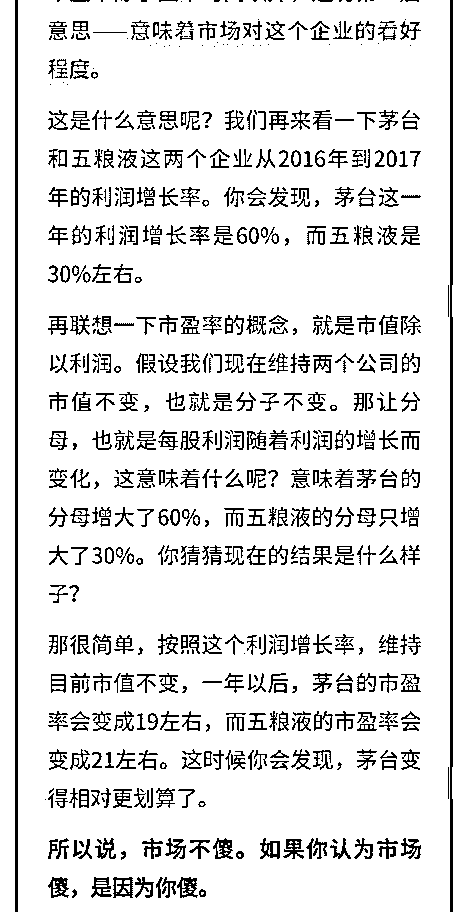 意思——意味着市场对这个企业的看好
程度。
这是什么意思呢？我们再来看一下茅台
和五粮液这两个企业从2016年到2017
年的利润增长率。你会发现，茅台这一
年的利润增长率是60%，而五粮液是
30%左右。
再联想一下市盈率的概念，就是市值除
以利润。假设我们现在维持两个公司的
市值不变，也就是分子不变。那让分
母，也就是每股利润随着利润的增长而
变化，这意味着什么呢？意味着茅台的
分母增大了60%，而五粮液的分母只增
大了30%。你猜猜现在的结果是什么样
子？
那很简单，按照这个利润增长率，维持
目前市值不变，一年以后，茅台的市盈
率会变成19左右，而五粮液的市盈率会
变成21左右。这时候你会发现，茅台变
得相对更划算了。
所以说，市场不傻。如果你认为市场
傻，是因为你傻。